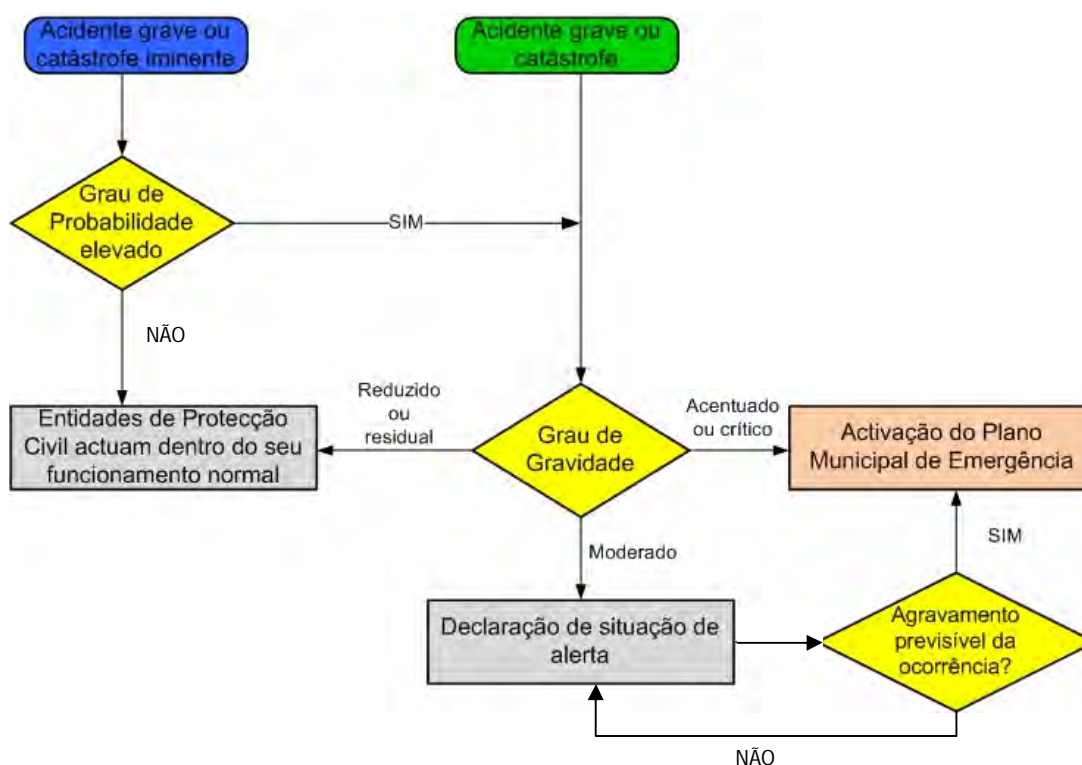 Acidente grave ou
catástrofe iminente
Acidente grave ou
catástrofe
Grau de
Probabilidade
elevado
SIM
NÃO
Entidades de Protecção
Civil actuam dentro do seu
funcionamento normal
Reduzido
ou
residual
Grau de
Gravidade
Acentuado
ou crítico
Activação do Plano
Municipal de Emergência
Moderado
SIM
Declaração de situação de
alerta
Agravamento
previsível da
ocorrência?
NÃO